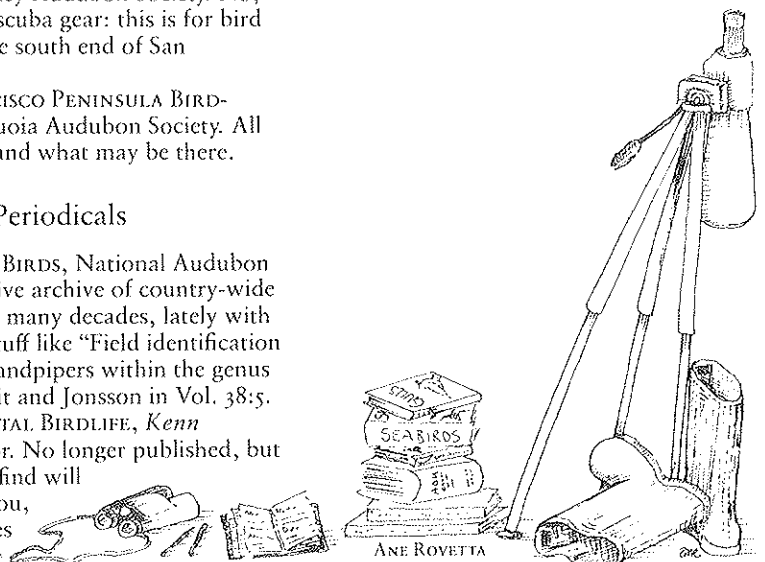 scuba gear: this is for bird
e south end of San
CISCO PENINSULA BIRD-
uoia Audubon Society. All
and what may be there.
Periodicals
BIRDS, National Audubon
ive archive of country-wide
many decades, lately with
uff like “Field identification
andpipers within the genus
it and Jonsson in Vol. 38:5.
TAL BIRDLIFE, Kenn
r. No longer published, but
find will
ou,
es
GULLS
SEABIRDS
ANE ROVETTA